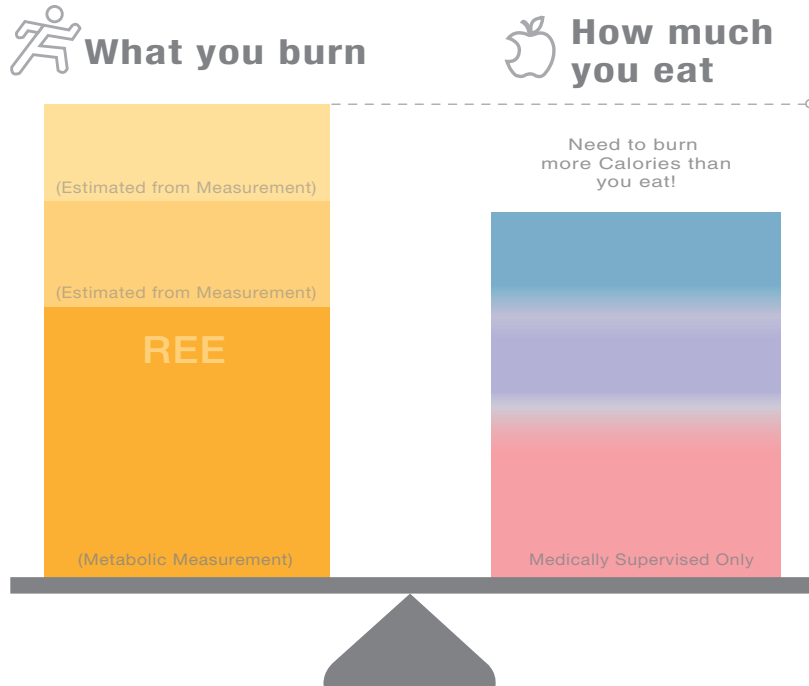 What you burn
How much
you eat
Need to burn
more Calories than
you eat!
(Estimated from Measurement)
(Estimated from Measurement)
REE
(Metabolic Measurement)
Medically Supervised Only